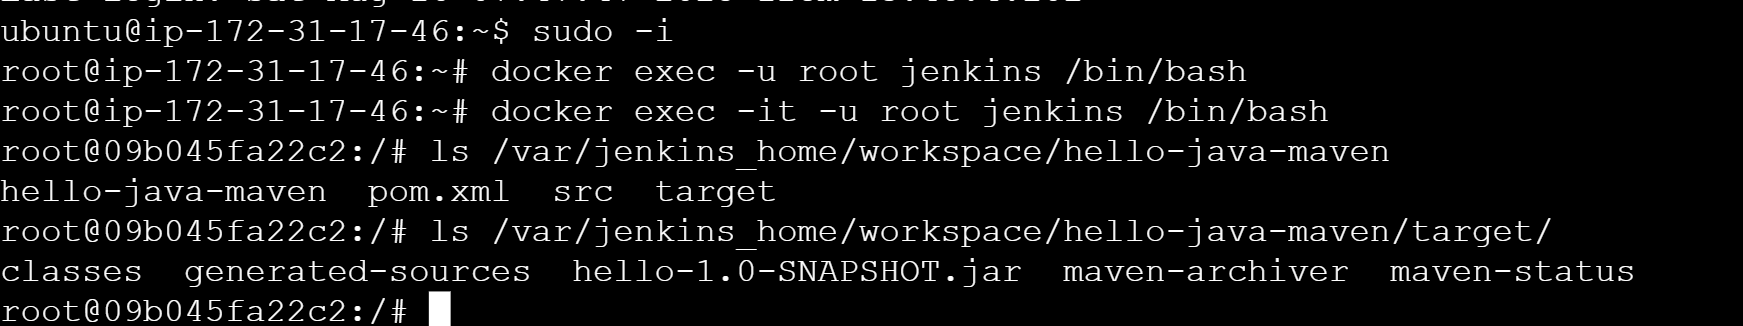 ubuntu@ip-172-31-17-46:~$ sudo -i
root@ip-172-31-17-46:~# docker exec -u root jenkins /bin/bash
root@ip-172-31-17-46:~# docker exec -it -u root jenkins /bin/bash
root@09b045fa22c2:/# ls /var/jenkins_home/workspace/hello-java-maven
hello-java-maven  pom.xml  src  target
root@09b045fa22c2:/# ls /var/jenkins_home/workspace/hello-java-maven/target/
classes  generated-sources  hello-1.0-SNAPSHOT.jar  maven-archiver  maven-status
root@09b045fa22c2:/#